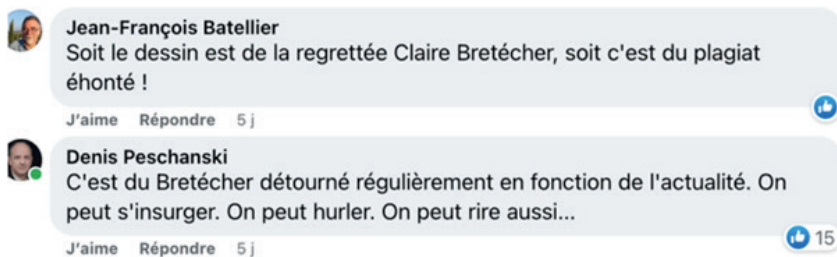 Jean-François Batellier
Soit le dessin est de la regrettée Claire Bretécher, soit c'est du plagiat
éhonté !
J'aime Répondre 5 j
Denis Peschanski
C'est du Bretécher détourné régulièrement en fonction de l'actualité. On
peut s'insurger. On peut hurler. On peut rire aussi...
15
J'aime Répondre 5 j